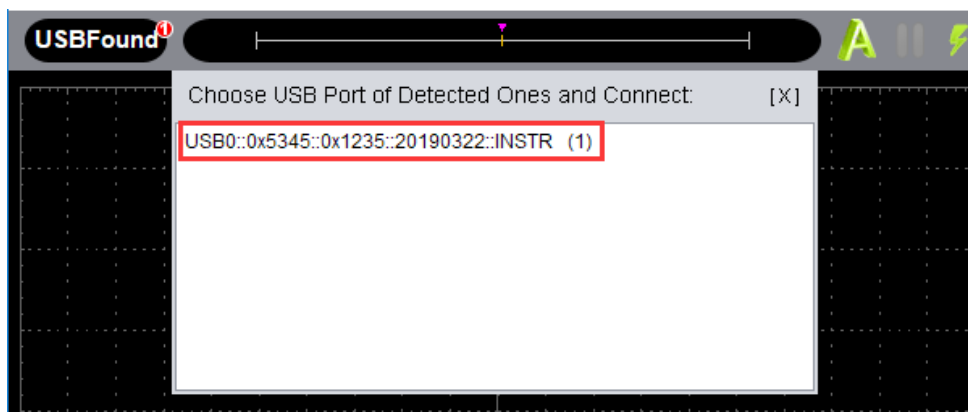 USBFound 1
A
Choose USB Port of Detected Ones and Connect: [X]
USB0::0x5345::0x1235::20190322::INSTR (1)